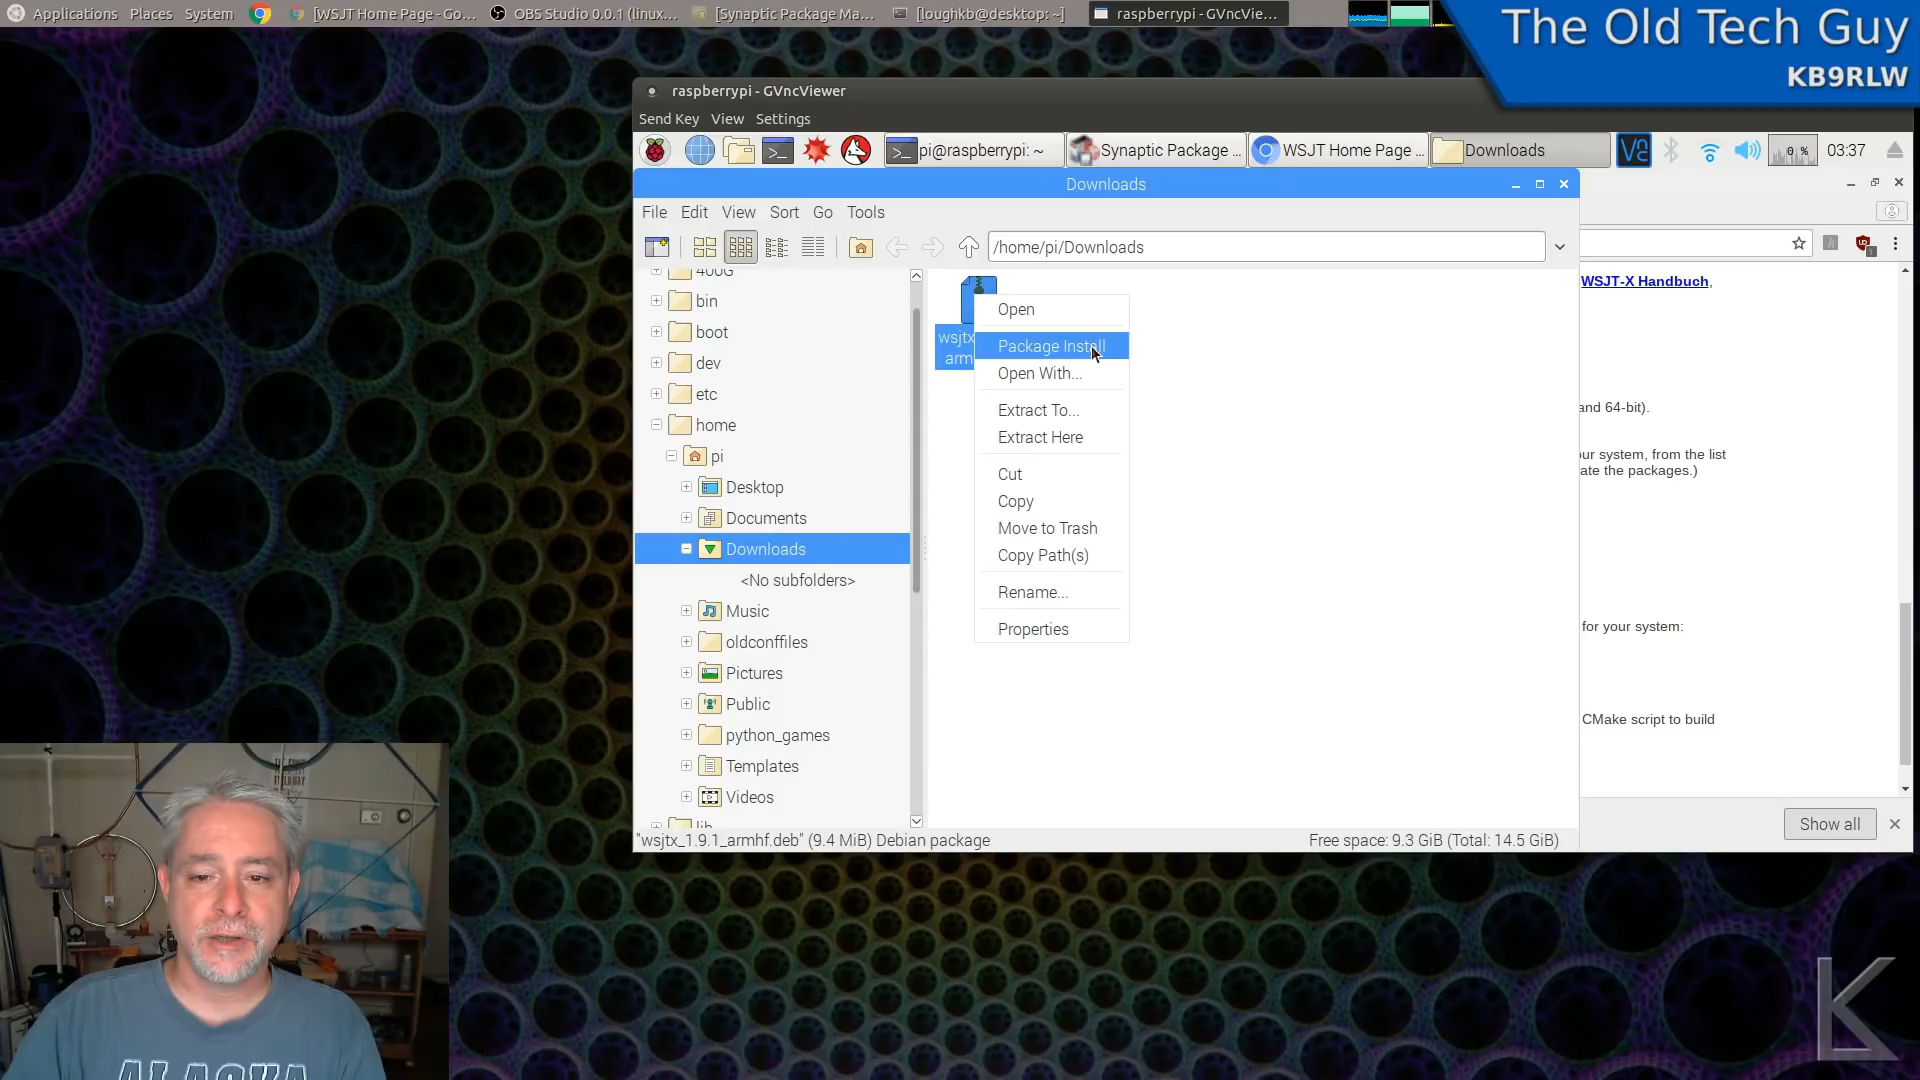 Applications Places System [WSJT Home Page - Go... OBS Studio 0.0.1 (linux... [Synaptic Package Ma... [loughkb@desktop: ~] raspberrypi - GVncVie...
The Old Tech Guy
KB9RLW
raspberrypi - GVncViewer
Send Key View Settings
pi@raspberrypi: ~ Synaptic Package ... WSJT Home Page ... Downloads 0 % 03:37
Downloads
File Edit View Sort Go Tools
/home/pi/Downloads
400G
bin
boot
dev
etc
home
pi
Desktop
Documents
Downloads
<No subfolders>
Music
oldconffiles
Pictures
Public
python_games
Templates
Videos
lib
wsjtx
arm
Open
Package Install
Open With...
Extract To...
Extract Here
Cut
Copy
Move to Trash
Copy Path(s)
Rename...
Properties
WSJT-X Handbuch,
and 64-bit).
ur system, from the list
ate the packages.)
for your system:
CMake script to build
Show all
"wsjtx_1.9.1_armhf.deb" (9.4 MiB) Debian package Free space: 9.3 GiB (Total: 14.5 GiB)
ALASKA
K